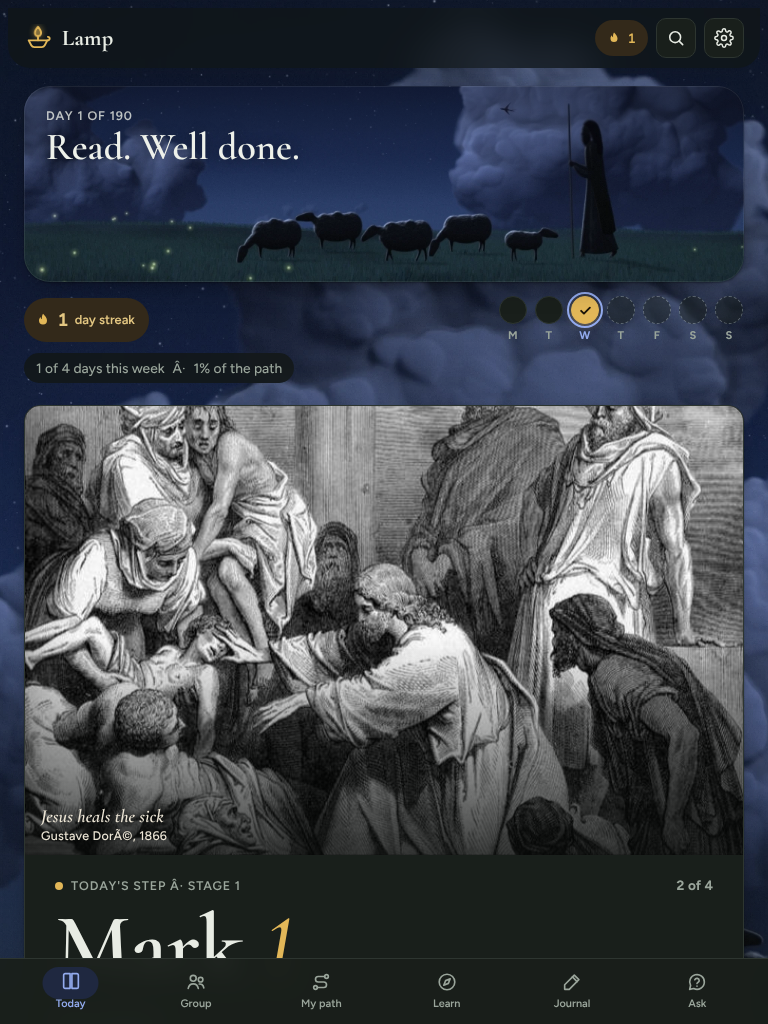 Lamp
1
DAY 1 OF 190
Read. Well done.
1 day streak
M T W T F S S
1 of 4 days this week Â· 1% of the path
Jesus heals the sick
Gustave DorÃ©, 1866
TODAY'S STEP Â· STAGE 1
2 of 4
Mark 1
Today
Group
My path
Learn
Journal
Ask